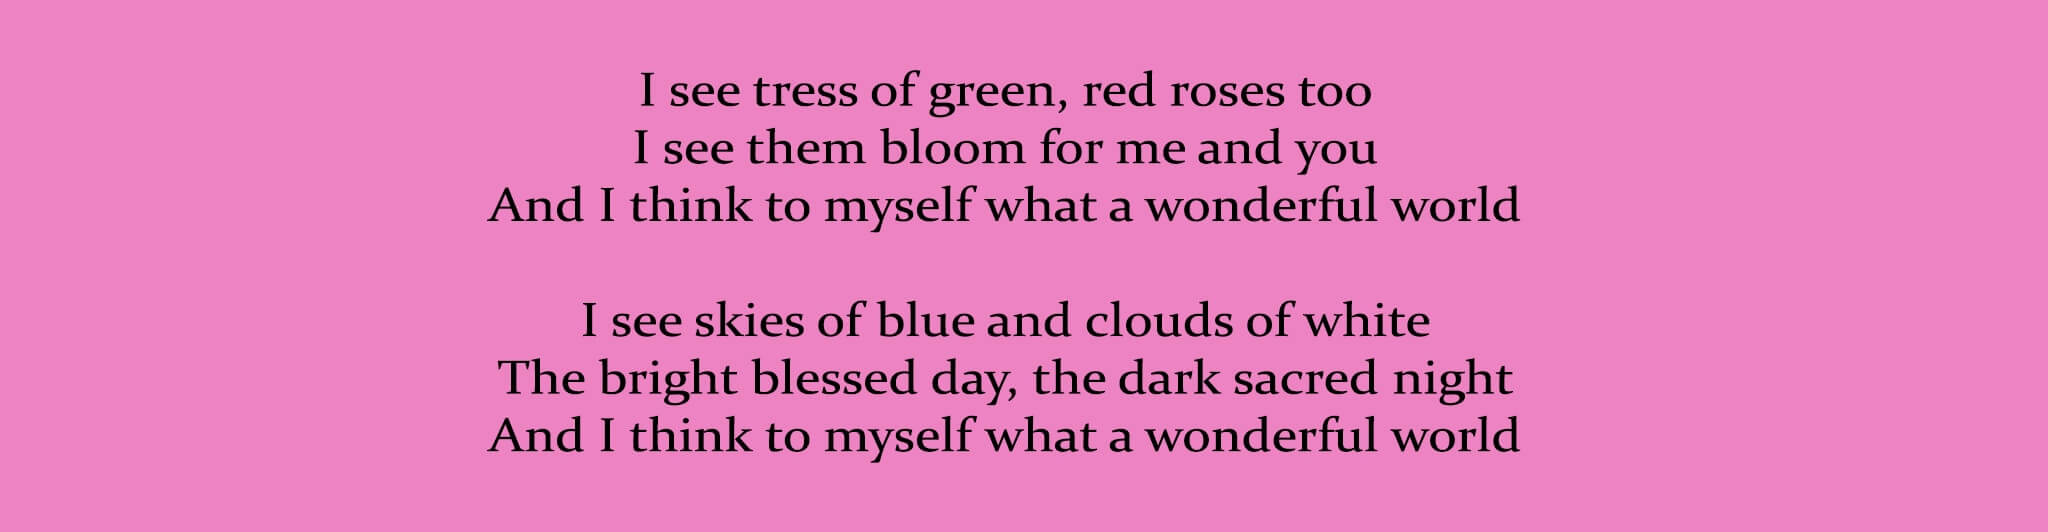 I see tress of green, red roses too
I see them bloom for me and you
And I think to myself what a wonderful world
I see skies of blue and clouds of white
The bright blessed day, the dark sacred night
And I think to myself what a wonderful world